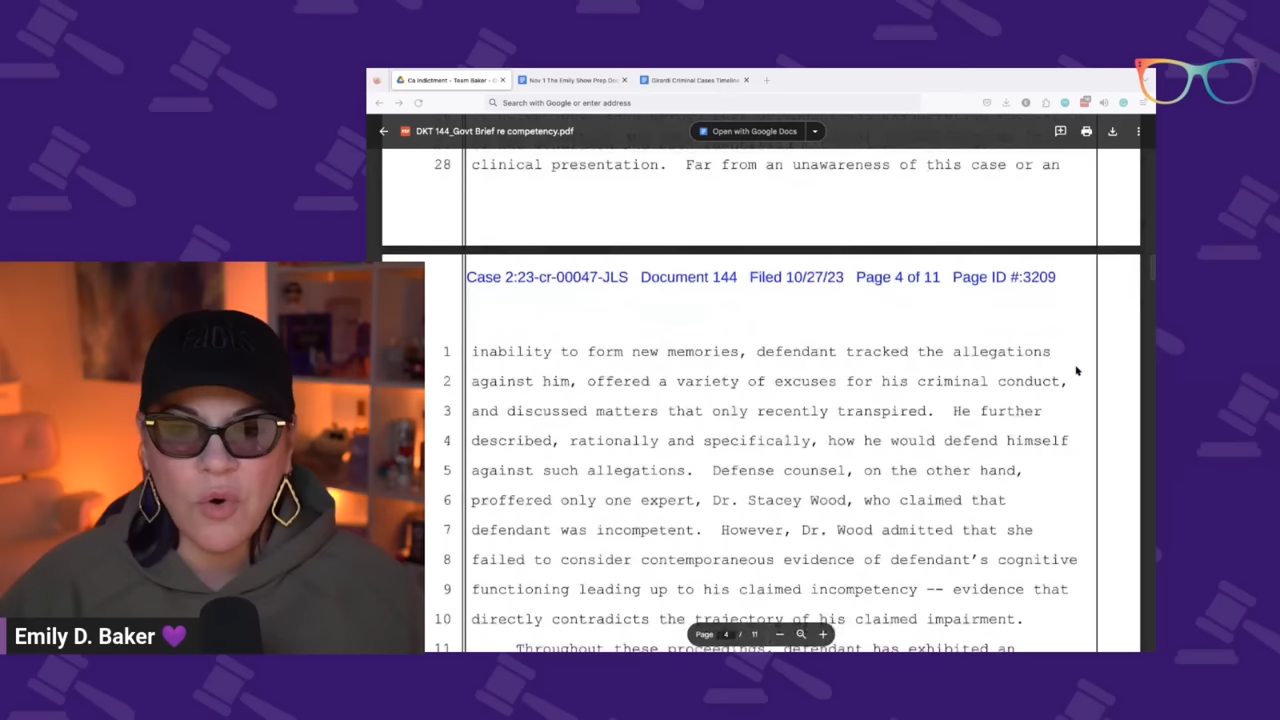 Ca Indictment - Team Baker -
Nov 1 The Emily Show Prep Doc
Girardi Criminal Cases Timeline
Search with Google or enter address
DKT 144_Govt Brief re competency.pdf
Open with Google Docs
28 clinical presentation. Far from an unawareness of this case or an
Case 2:23-cr-00047-JLS Document 144 Filed 10/27/23 Page 4 of 11 Page ID #:3209
1 inability to form new memories, defendant tracked the allegations
2 against him, offered a variety of excuses for his criminal conduct,
3 and discussed matters that only recently transpired. He further
4 described, rationally and specifically, how he would defend himself
5 against such allegations. Defense counsel, on the other hand,
6 proffered only one expert, Dr. Stacey Wood, who claimed that
7 defendant was incompetent. However, Dr. Wood admitted that she
8 failed to consider contemporaneous evidence of defendant's cognitive
9 functioning leading up to his claimed incompetency -- evidence that
10 directly contradicts the trajectory of his claimed impairment.
11 Throughout these proceedings, defendant has exhibited an
Page 4 / 11
Emily D. Baker 💜